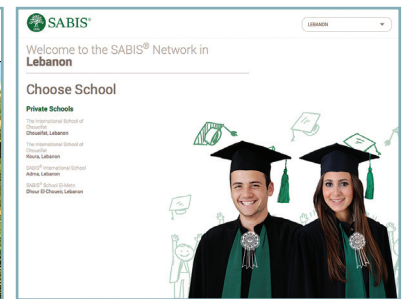 SABIS®
LEBANON
Welcome to the SABIS® Network in
Lebanon
Choose School
Private Schools
The International School of
Choueifat
Choueifat, Lebanon
The International School of
Choueifat
Koura, Lebanon
SABIS® International School
Adma, Lebanon
SABIS® School El-Metn
Dhour El-Choueir, Lebanon